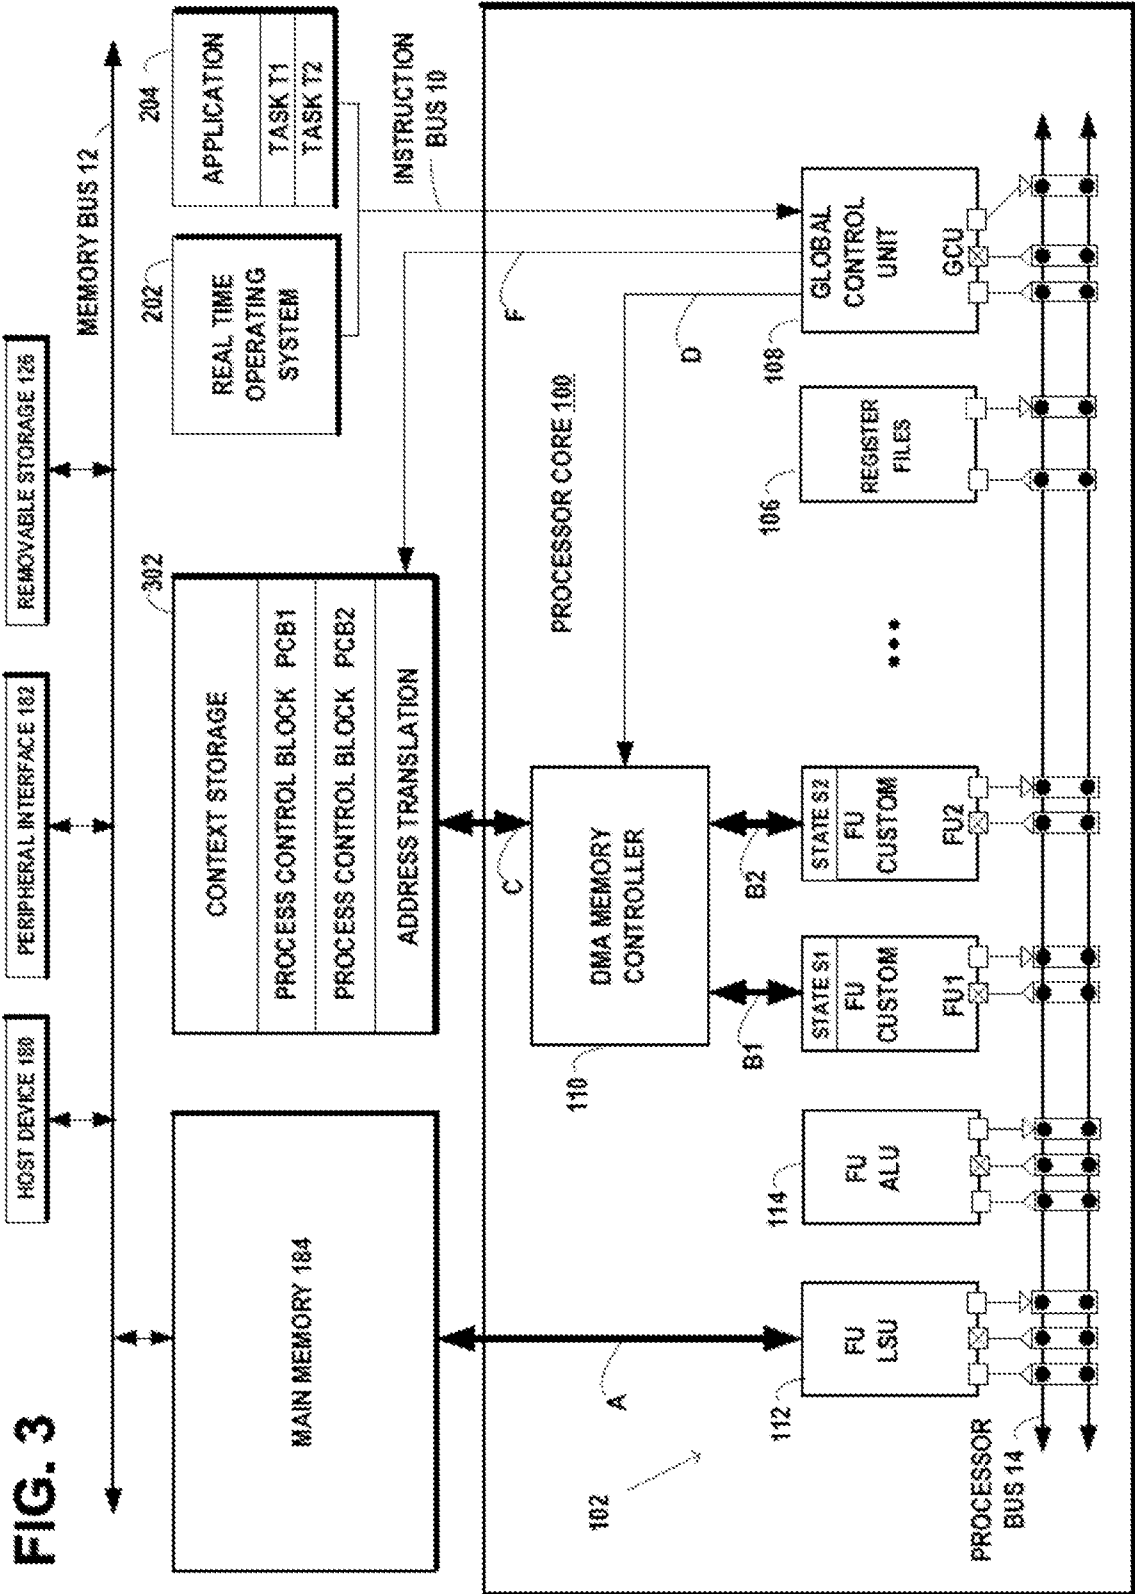 FIG. 3
HOST DEVICE 180
PERIPHERAL INTERFACE 182
REMOVABLE STORAGE 126
MEMORY BUS 12
MAIN MEMORY 184
302
CONTEXT STORAGE
PROCESS CONTROL BLOCK PCB1
PROCESS CONTROL BLOCK PCB2
ADDRESS TRANSLATION
202
REAL TIME
OPERATING
SYSTEM
204
APPLICATION
TASK T1
TASK T2
INSTRUCTION
BUS 10
A
C
F
D
PROCESSOR CORE 100
102
110
DMA MEMORY
CONTROLLER
B1
B2
112
FU
LSU
114
FU
ALU
STATE S1
FU
CUSTOM
FU1
STATE S2
FU
CUSTOM
FU2
•••
106
REGISTER
FILES
108
GLOBAL
CONTROL
UNIT
GCU
PROCESSOR
BUS 14